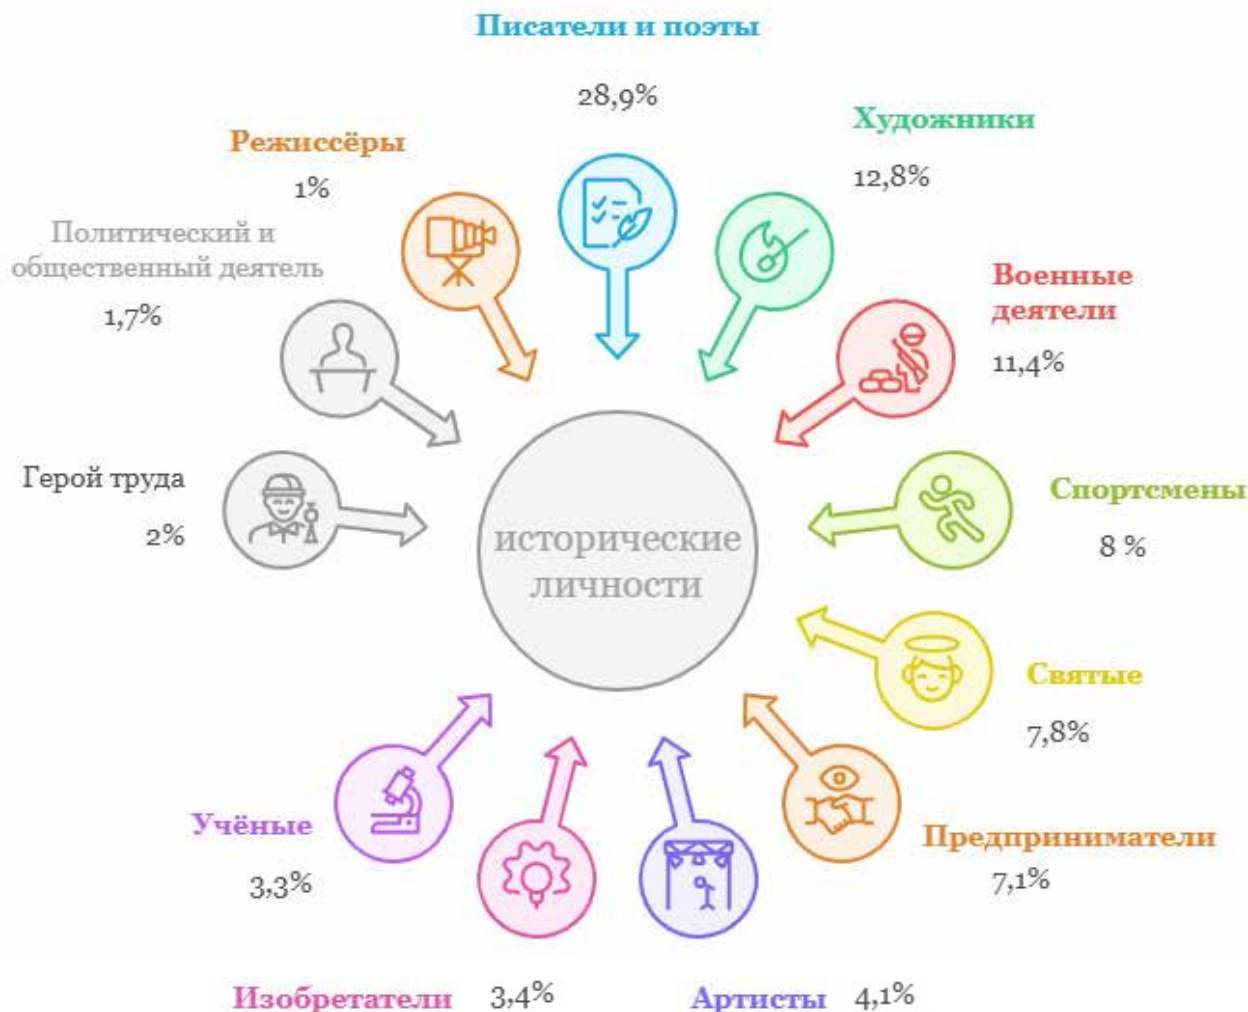 Писатели и поэты
28,9%
Художники
12,8%
Военные
деятели
11,4%
Спортсмены
8 %
Святые
7,8%
Предприниматели
7,1%
Артисты
4,1%
Изобретатели
3,4%
Учёные
3,3%
Герой труда
2%
Политический и
общественный деятель
1,7%
Режиссёры
1%
исторические
личности